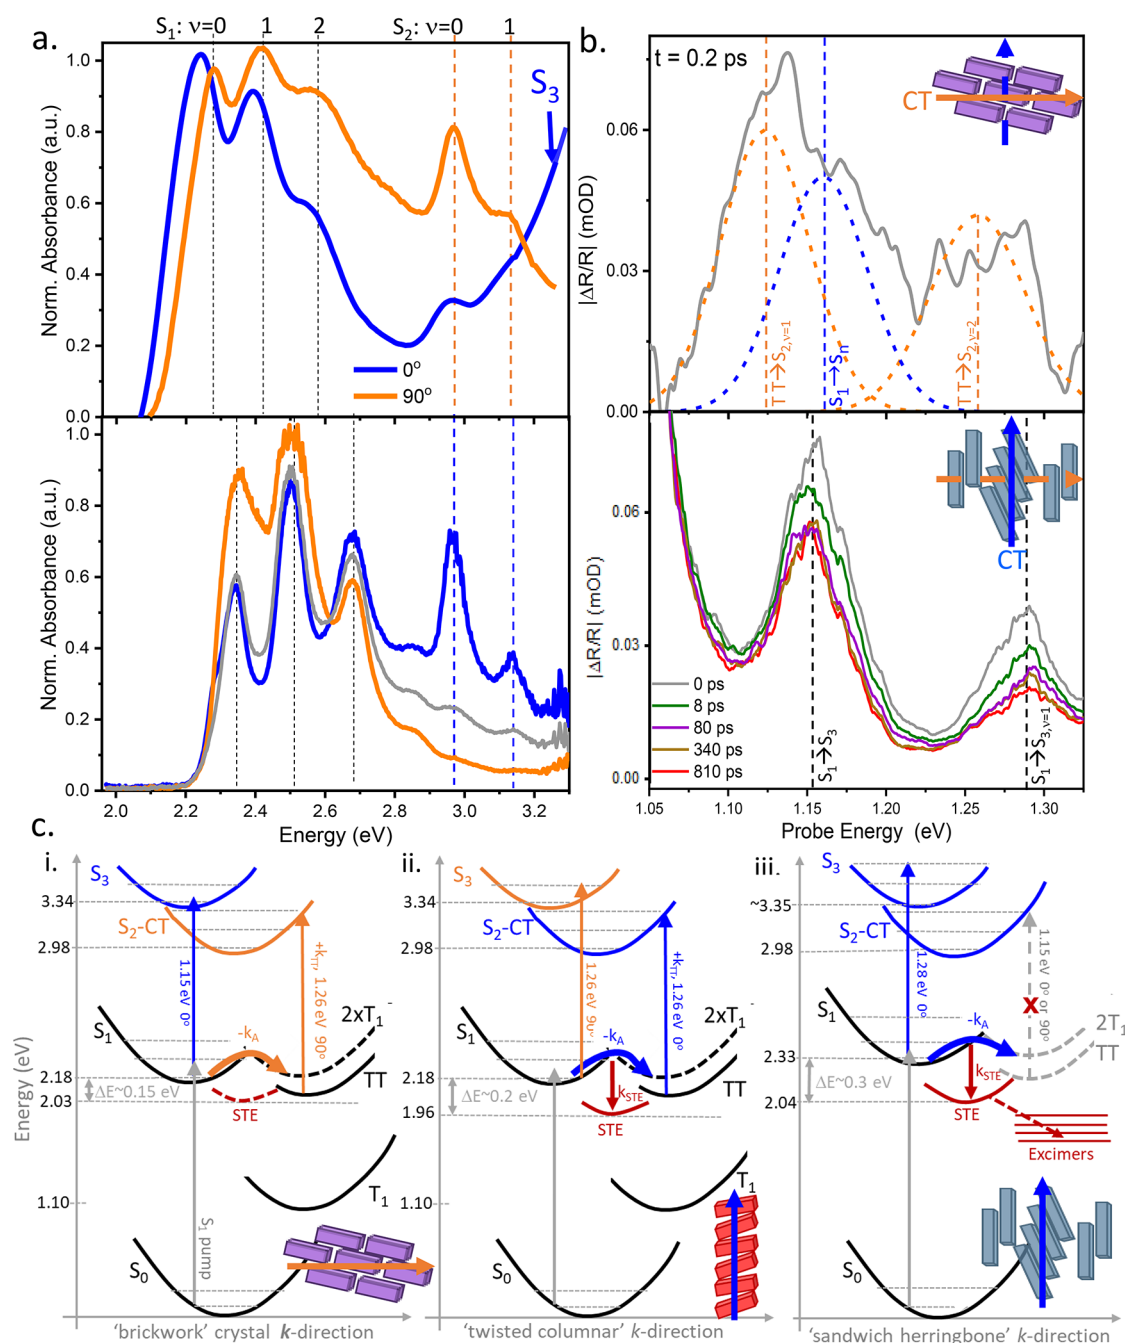 a.
S1: ν=0 1 2 S2: ν=0 1
Norm. Absorbance (a.u.)
1.0
0.8
0.6
0.4
0.2
0.0
S3
0°
90°
Norm. Absorbance (a.u.)
1.0
0.8
0.6
0.4
0.2
0.0
2.0 2.2 2.4 2.6 2.8 3.0 3.2
Energy (eV)
b.
t = 0.2 ps
CT
|ΔR/R| (mOD)
0.06
0.03
0.00
TT→S2,ν=1
S1→Sn
TT→S2,ν=2
|ΔR/R| (mOD)
0.06
0.03
0.00
CT
0 ps
8 ps
80 ps
340 ps
810 ps
S1→S3
S1→S3,ν=1
1.05 1.10 1.15 1.20 1.25 1.30
Probe Energy (eV)
c.
Energy (eV)
i.
S3
3.34
S2-CT
2.98
1.15 eV 0°
+kTT, 1.26 eV 90°
S1
-kA
2xT1
TT
2.18
ΔE~0.15 eV
2.03
STE
T1
1.10
S1 pump
S0
'brickwork' crystal k-direction
ii.
S3
3.34
S2-CT
2.98
+kTT, 1.26 eV 0°
S1
-kA
2xT1
TT
2.18
ΔE~0.2 eV
kSTE
1.96
STE
T1
1.10
S0
'twisted columnar' k-direction
iii.
S3
~3.35
S2-CT
2.98
1.28 eV 0°
1.15 eV 0° or 90°
X
S1
-kA
2T1
TT
2.33
ΔE~0.3 eV
kSTE
2.04
STE
Excimers
S0
'sandwich herringbone' k-direction